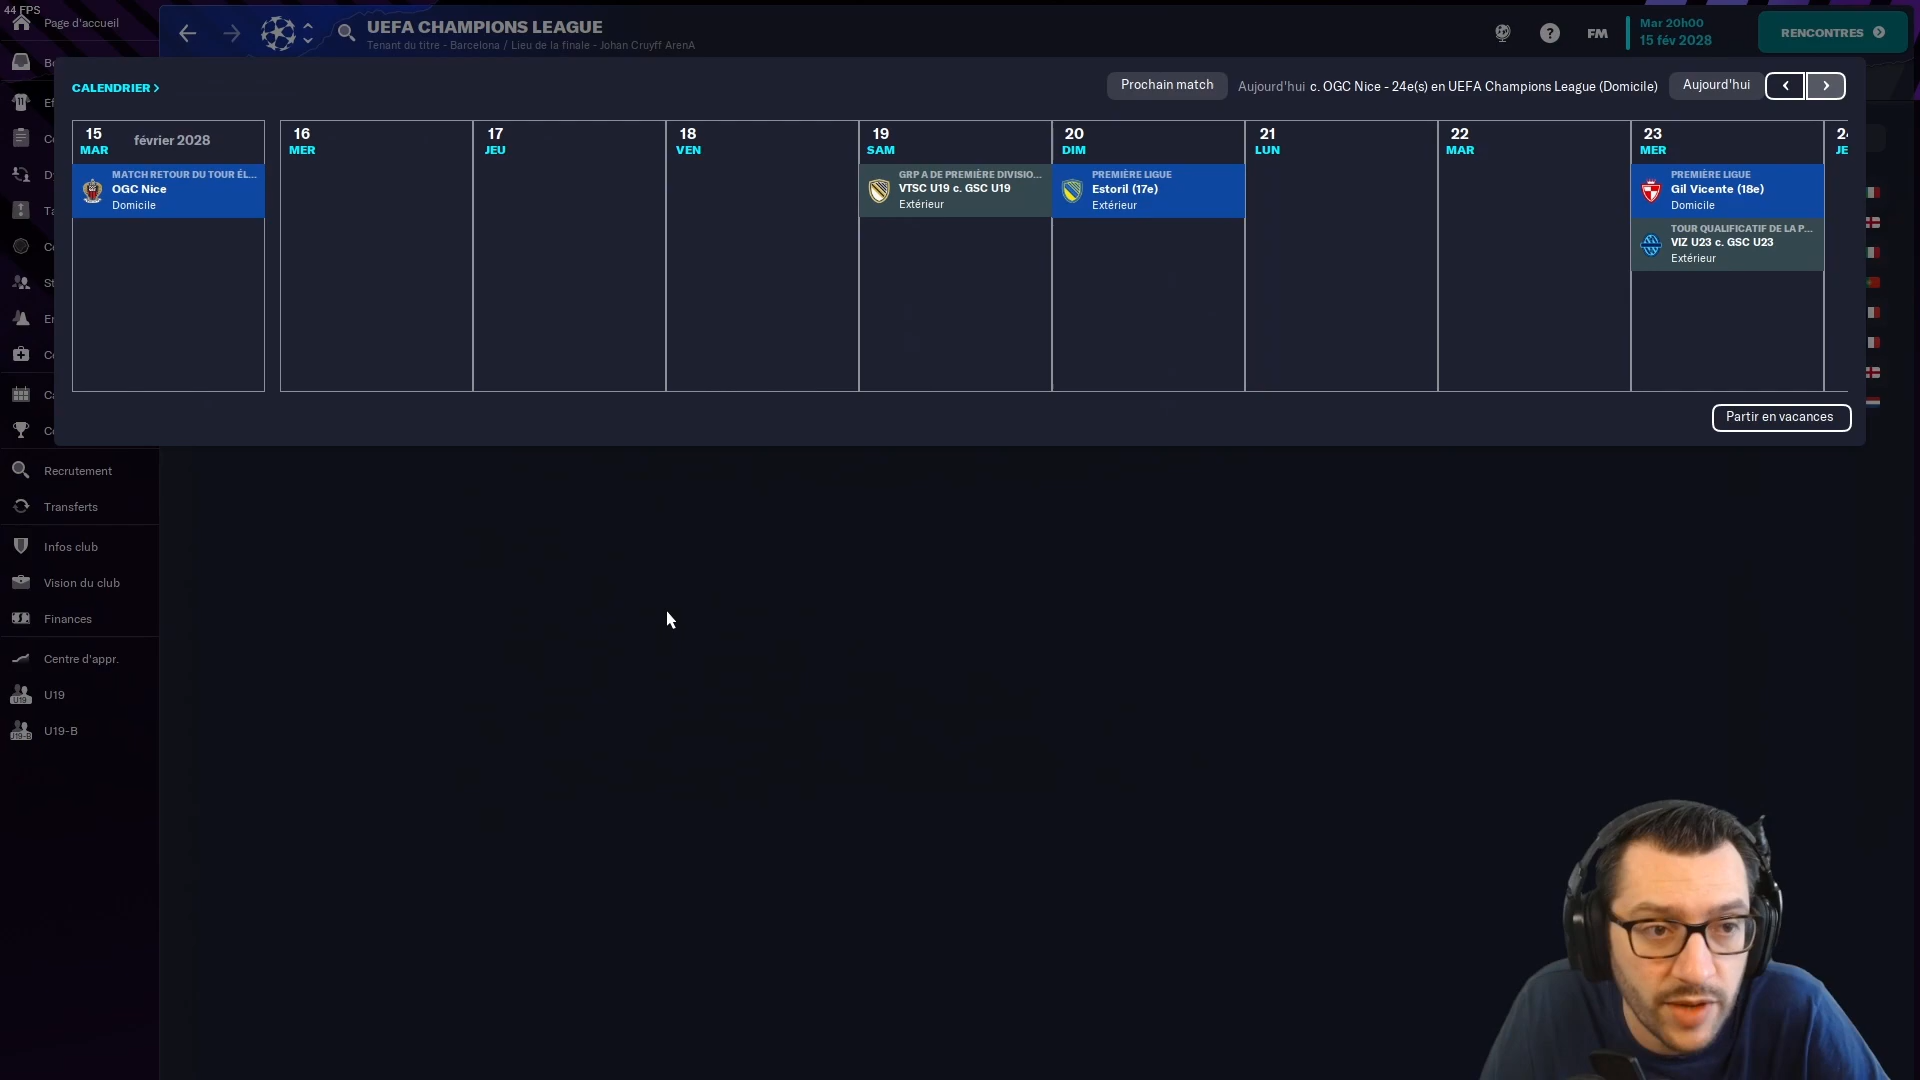 44 FPS
Page d'accueil
UEFA CHAMPIONS LEAGUE
Tenant du titre - Barcelona / Lieu de la finale - Johan Cruyff ArenA
FM
Mar 20h00
15 fév 2028
RENCONTRES
CALENDRIER
Prochain match
Aujourd'hui c. OGC Nice - 24e(s) en UEFA Champions League (Domicile)
Aujourd'hui
15 MAR
février 2028
MATCH RETOUR DU TOUR ÉL...
OGC Nice
Domicile
16 MER
17 JEU
18 VEN
19 SAM
GRP A DE PREMIÈRE DIVISIO...
VTSC U19 c. GSC U19
Extérieur
20 DIM
PREMIÈRE LIGUE
Estoril (17e)
Extérieur
21 LUN
22 MAR
23 MER
PREMIÈRE LIGUE
Gil Vicente (18e)
Domicile
TOUR QUALIFICATIF DE LA P...
VIZ U23 c. GSC U23
Extérieur
JE
Partir en vacances
Recrutement
Transferts
Infos club
Vision du club
Finances
Centre d'appr.
U19
U19-B